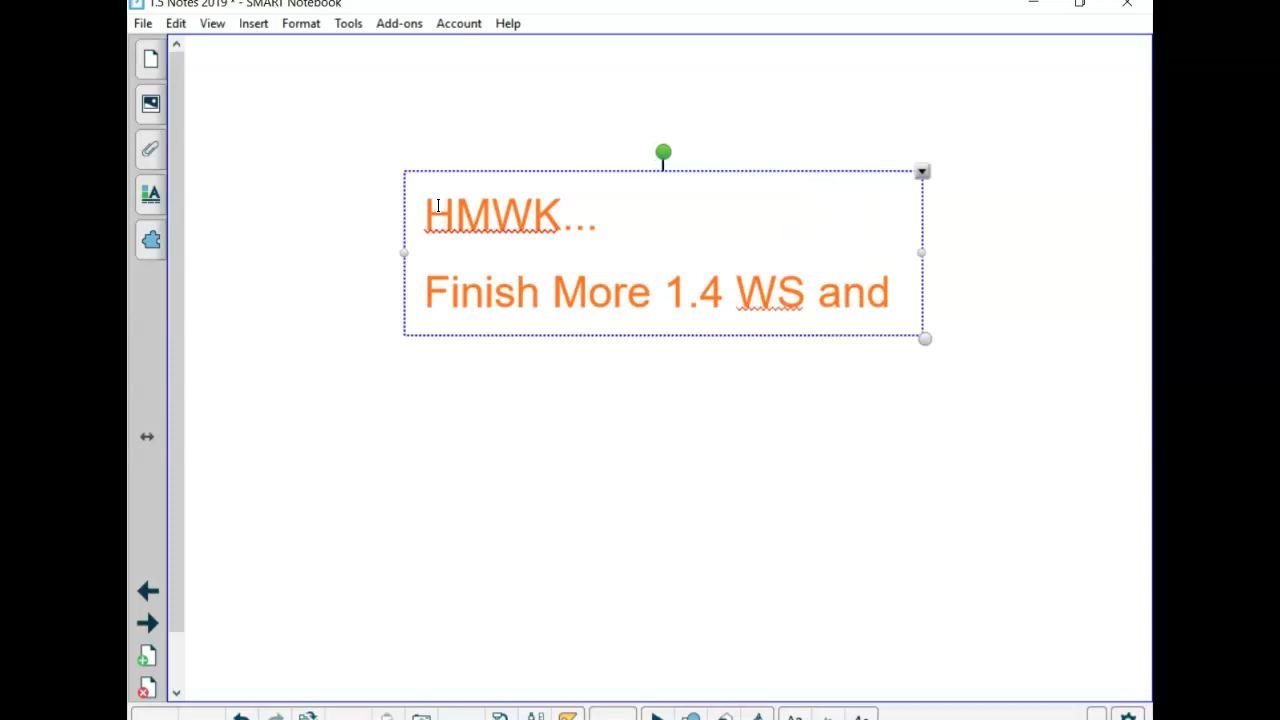 1.5 Notes 2019 * - SMART Notebook
File Edit View Insert Format Tools Add-ons Account Help
HMWK...
Finish More 1.4 WS and